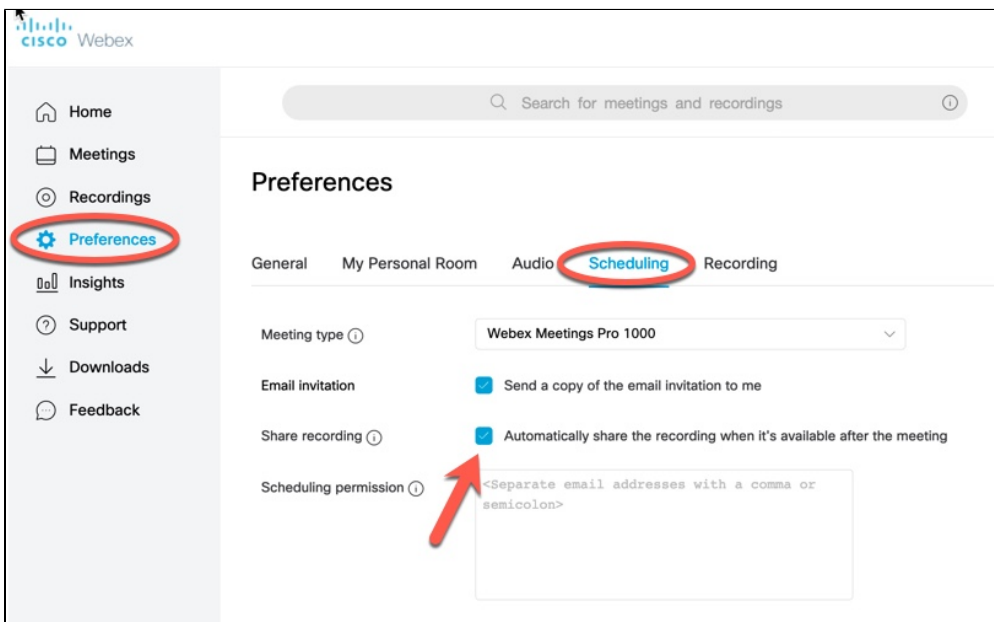 CISCO Webex
Search for meetings and recordings
Home
Meetings
Recordings
Preferences
Insights
Support
Downloads
Feedback
Preferences
General My Personal Room Audio Scheduling Recording
Meeting type Webex Meetings Pro 1000
Email invitation Send a copy of the email invitation to me
Share recording Automatically share the recording when it's available after the meeting
Scheduling permission <Separate email addresses with a comma or
semicolon>